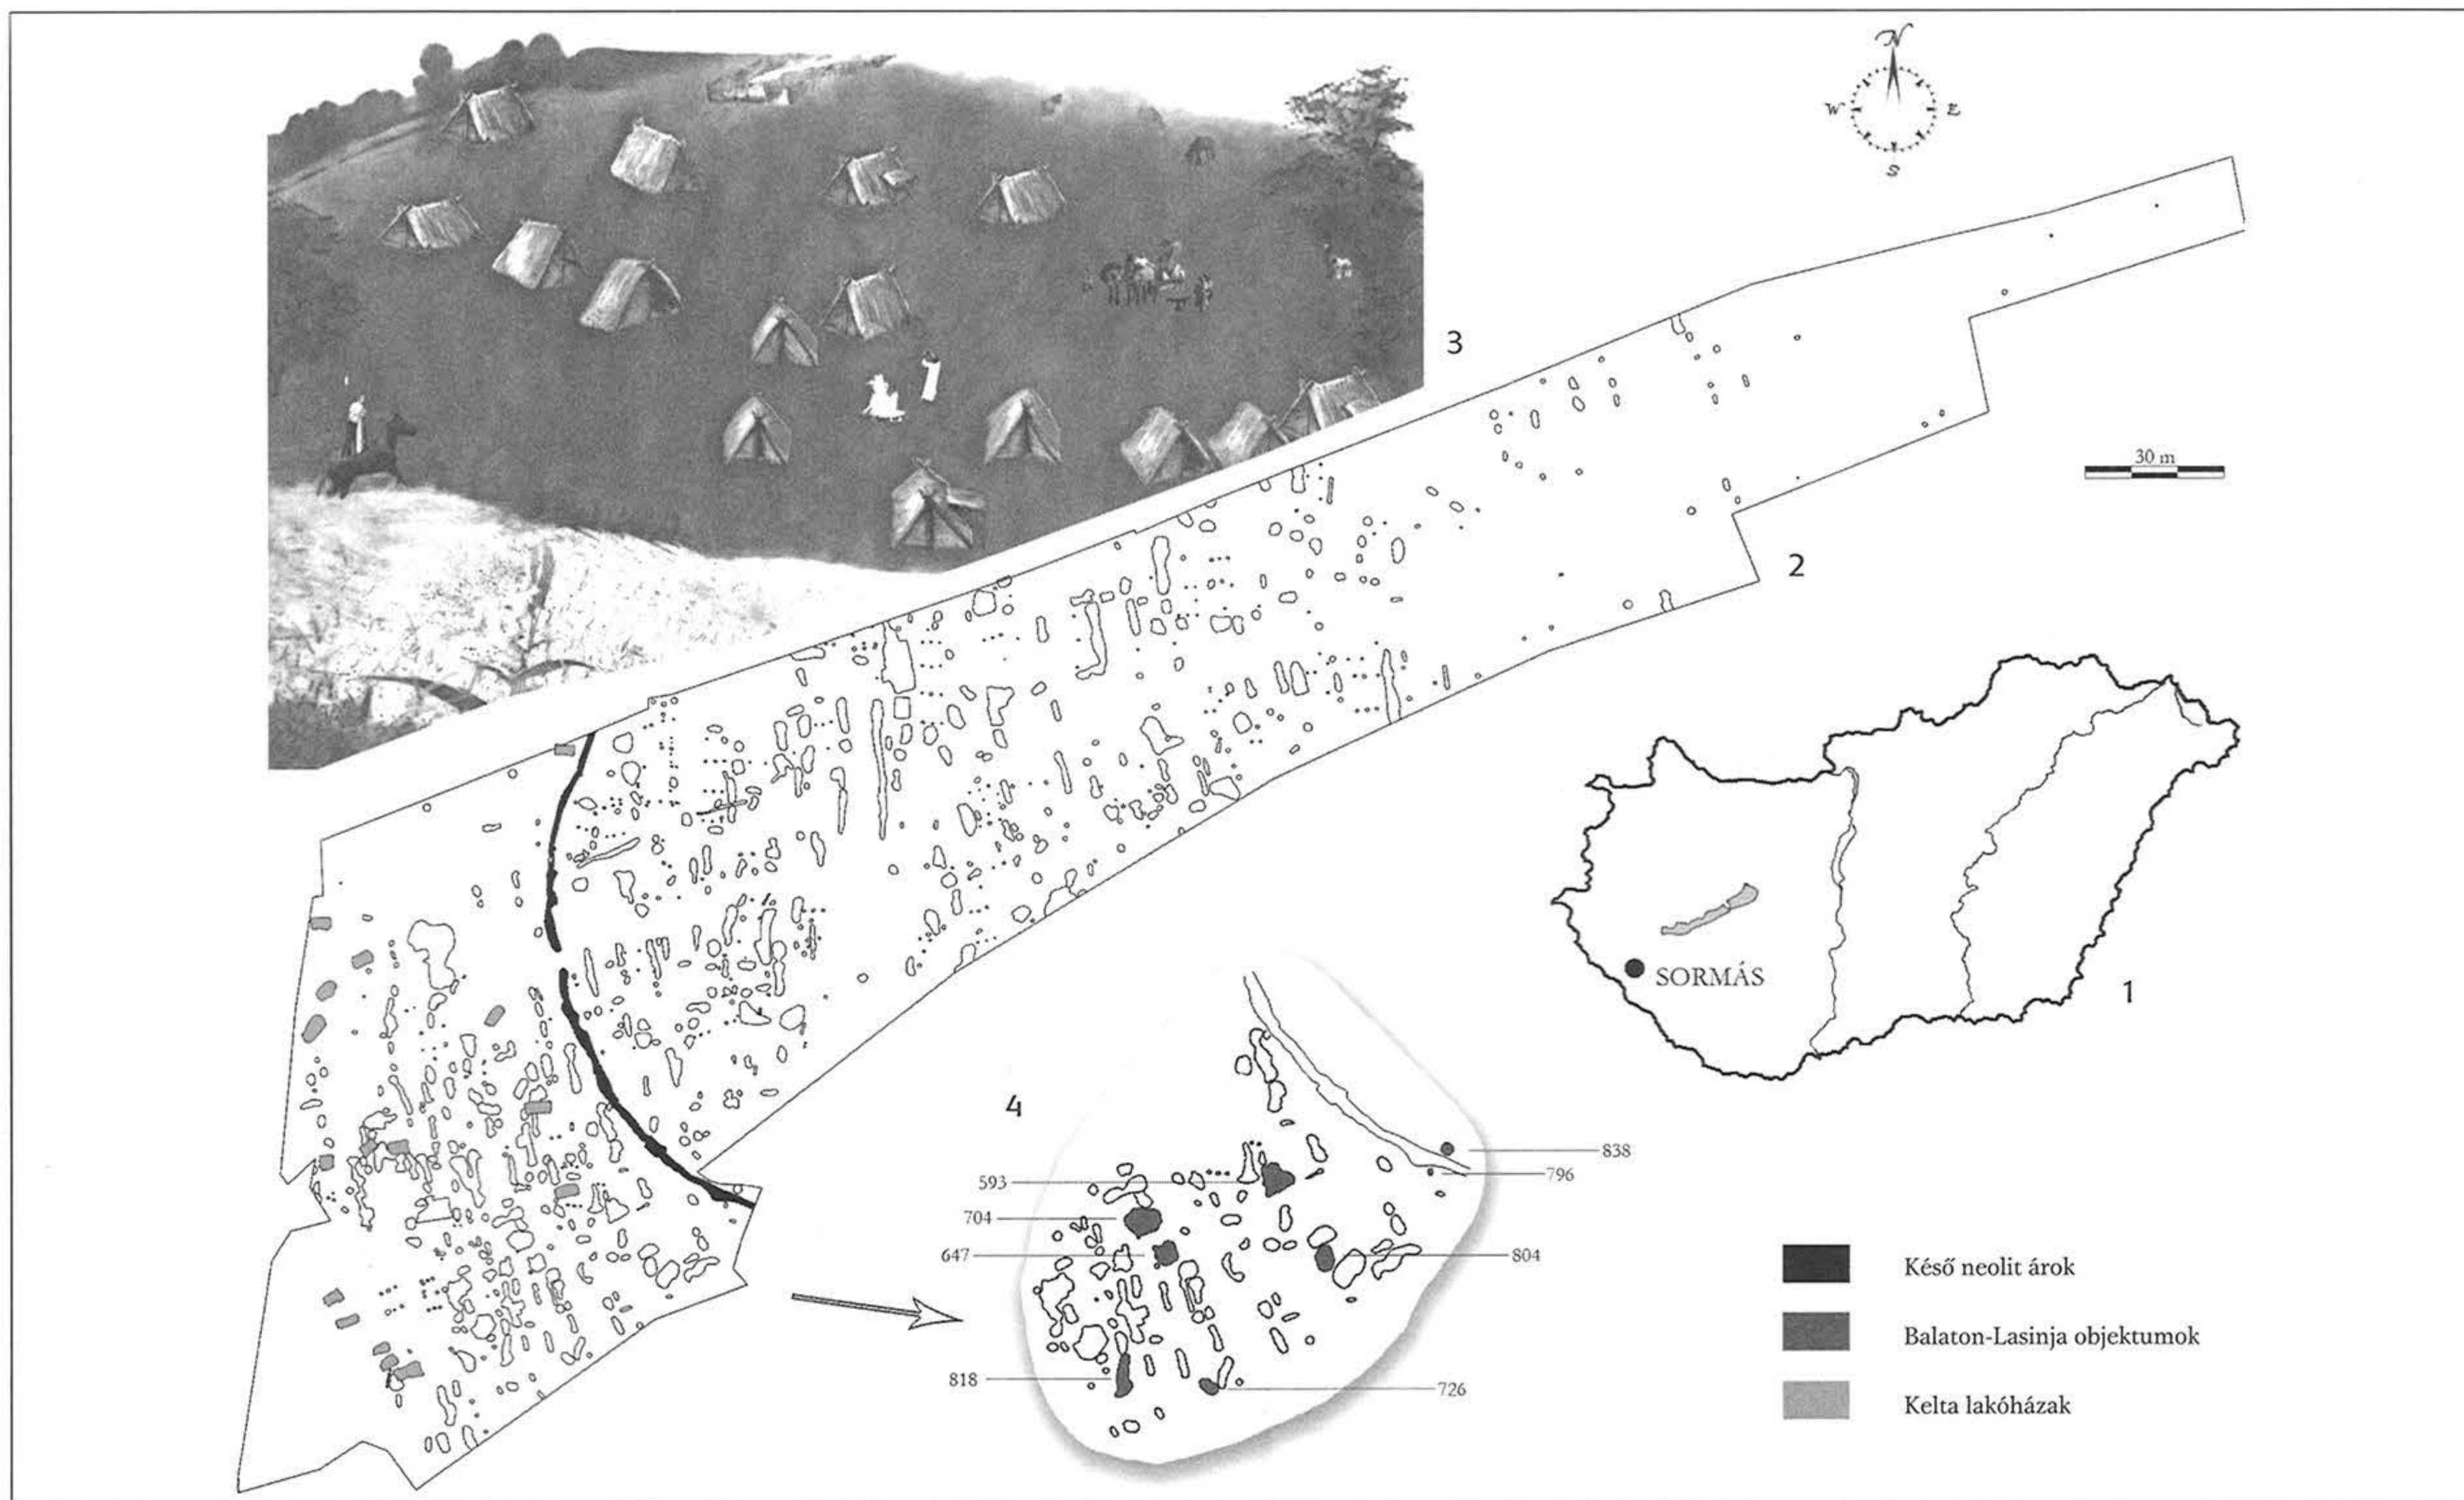 N
W
E
S
3
30 m
2
SORMÁS
1
4
838
796
593
704
647
804
818
726
Késő neolit árok
Balaton-Lasinja objektumok
Kelta lakóházak